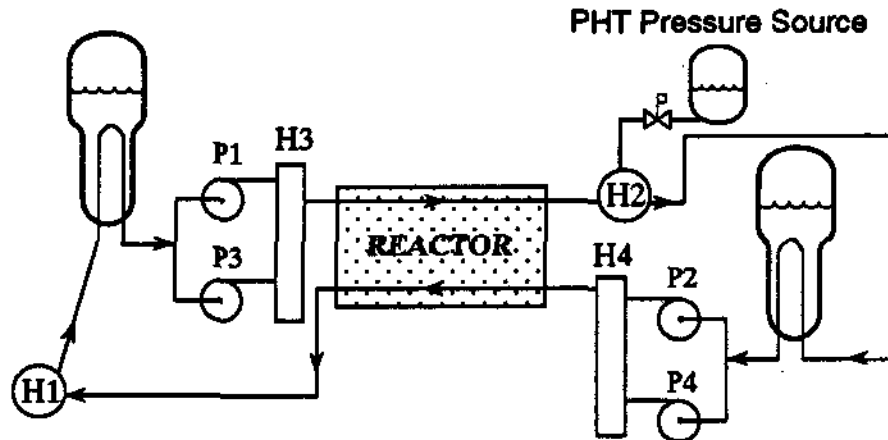 PHT Pressure Source
P1
H3
H2
P3
REACTOR
H4
P2
H1
P4